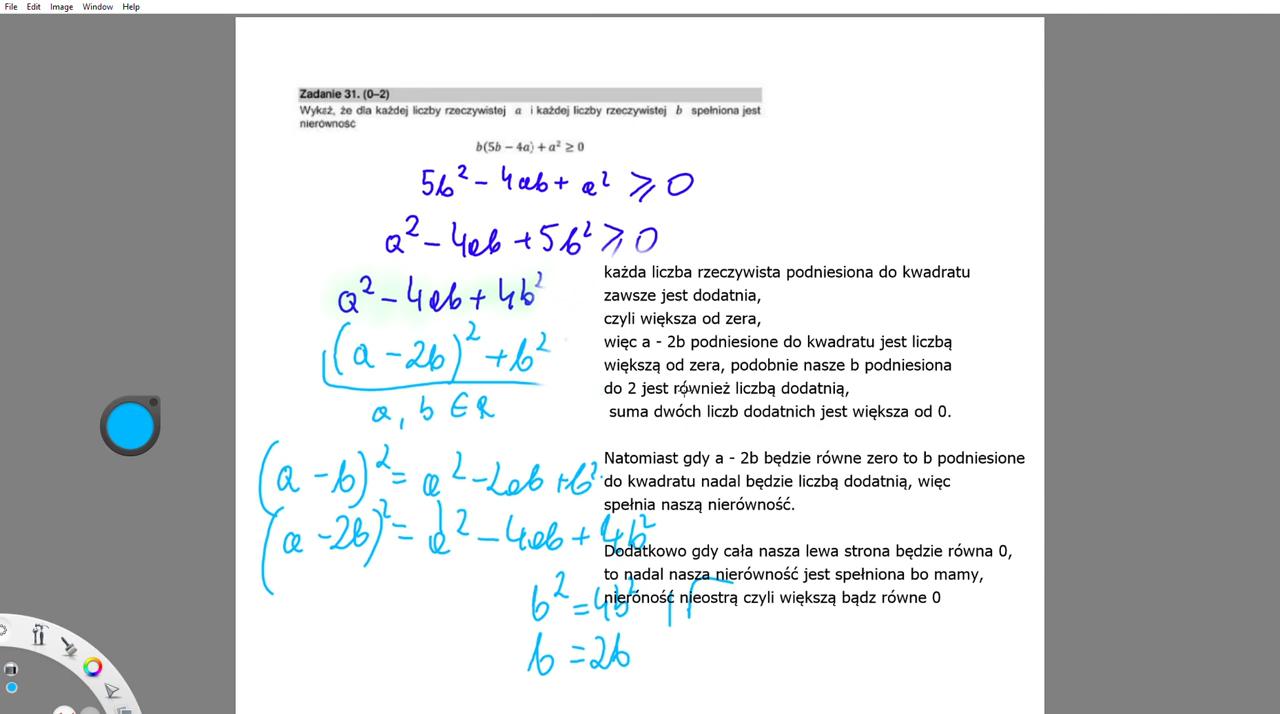 File Edit Image Window Help
Zadanie 31. (0–2)
Wykaż, że dla każdej liczby rzeczywistej a i każdej liczby rzeczywistej b spełniona jest
nierówność
b(5b − 4a) + a² ≥ 0
5b² - 4ab + a² ≥ 0
a² - 4ab + 5b² ≥ 0
a² - 4ab + 4b²
(a - 2b)² + b²
a, b ∈ R
każda liczba rzeczywista podniesiona do kwadratu
zawsze jest dodatnia,
czyli większa od zera,
więc a - 2b podniesione do kwadratu jest liczbą
większą od zera, podobnie nasze b podniesiona
do 2 jest również liczbą dodatnią,
suma dwóch liczb dodatnich jest większa od 0.
Natomiast gdy a - 2b będzie równe zero to b podniesione
do kwadratu nadal będzie liczbą dodatnią, więc
spełnia naszą nierówność.
Dodatkowo gdy cała nasza lewa strona będzie równa 0,
to nadal nasza nierówność jest spełniona bo mamy,
nieróność nieostrą czyli większą bądz równe 0
(a - b)² = a² - 2ab + b²
(a - 2b)² = a² - 4ab + 4b²
b² = 4b² |√
b = 2b